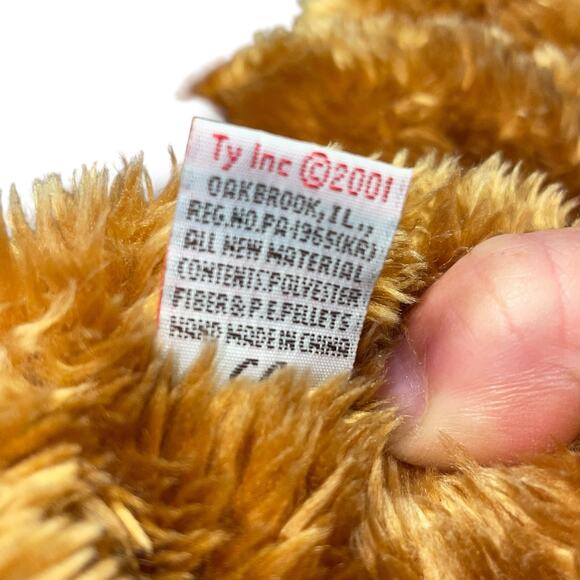 Ty Inc ©2001
OAKBROOK, IL.,
REG.NO.PA:1965(KR)
ALL NEW MATERIAL
CONTENTS:POLYESTER
FIBER & P.E.PELLETS
HAND MADE IN CHINA